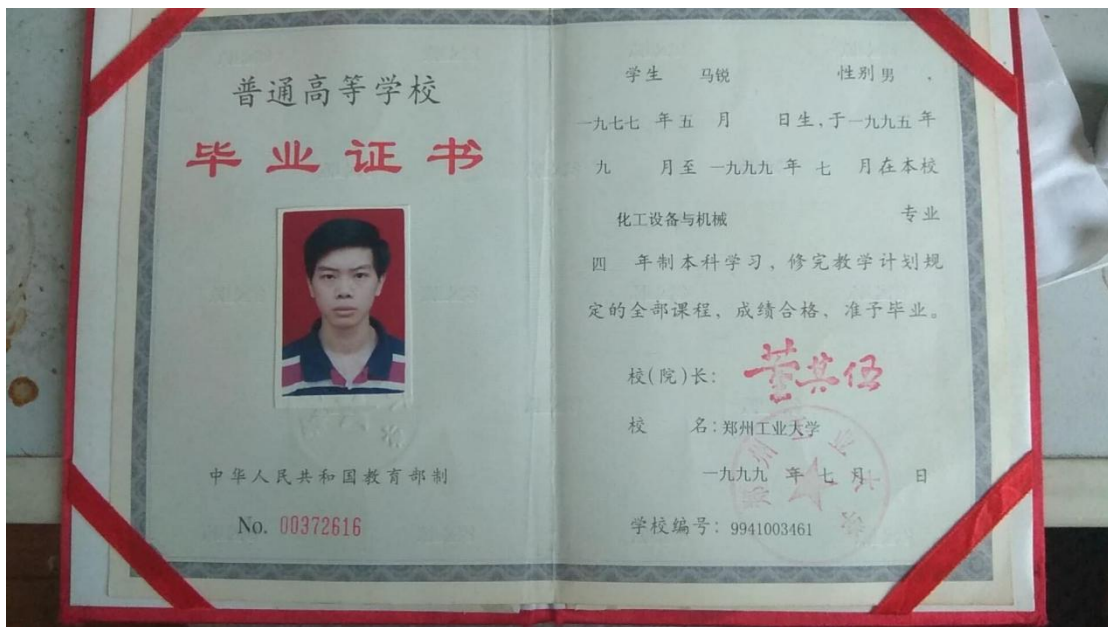 普通高等学校
毕业证书
中华人民共和国教育部制
No. 00372616
学生 马锐 性别 男 ,
一九七七 年 五 月 日生, 于一九九五 年
九 月至 一九九九 年 七 月在本校
化工设备与机械 专业
四 年制本科学习, 修完教学计划规
定的全部课程, 成绩合格, 准予毕业。
校(院)长: 董其伍
校 名: 郑州工业大学
一九九九 年 七 月 日
学校编号: 9941003461